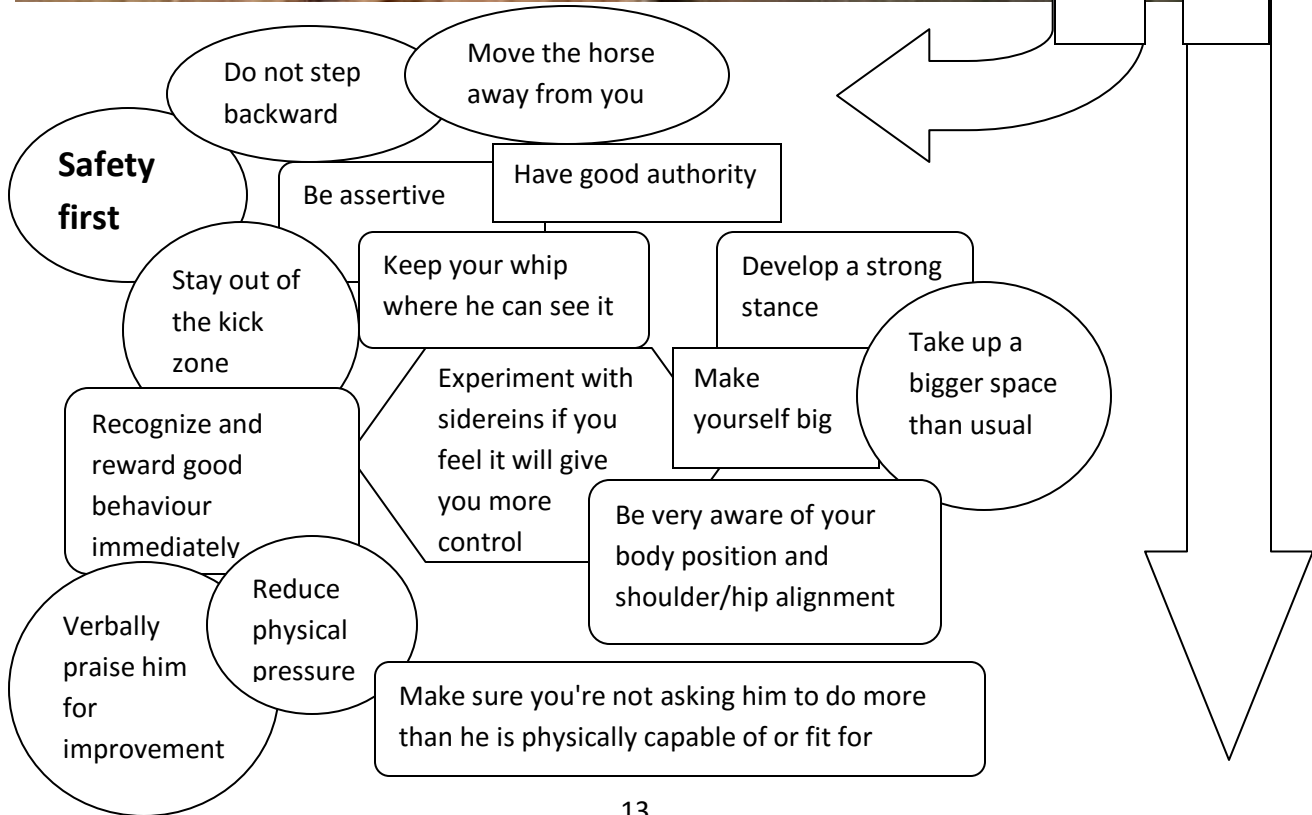 Do not step
backward
Move the horse
away from you
Safety
first
Be assertive
Have good authority
Stay out of
the kick
zone
Keep your whip
where he can see it
Develop a strong
stance
Take up a
bigger space
than usual
Experiment with
sidereins if you
feel it will give
you more
control
Make
yourself big
Recognize and
reward good
behaviour
immediately
Be very aware of your
body position and
shoulder/hip alignment
Reduce
physical
pressure
Verbally
praise him
for
improvement
Make sure you're not asking him to do more
than he is physically capable of or fit for
13